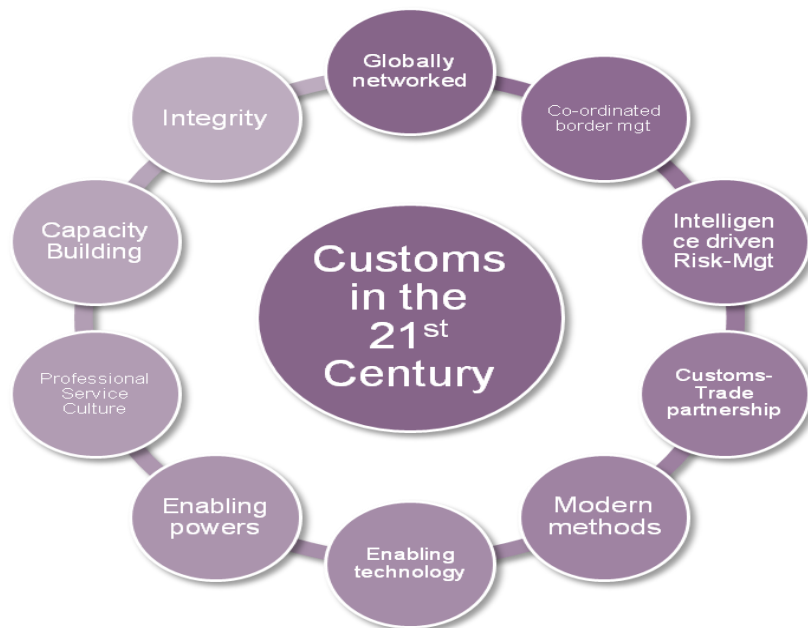 Globally
networked
Co-ordinated
border mgt
Intelligen
ce driven
Risk-Mgt
Customs-
Trade
partnership
Modern
methods
Enabling
technology
Enabling
powers
Professional
Service
Culture
Capacity
Building
Integrity
Customs
in the
21st
Century